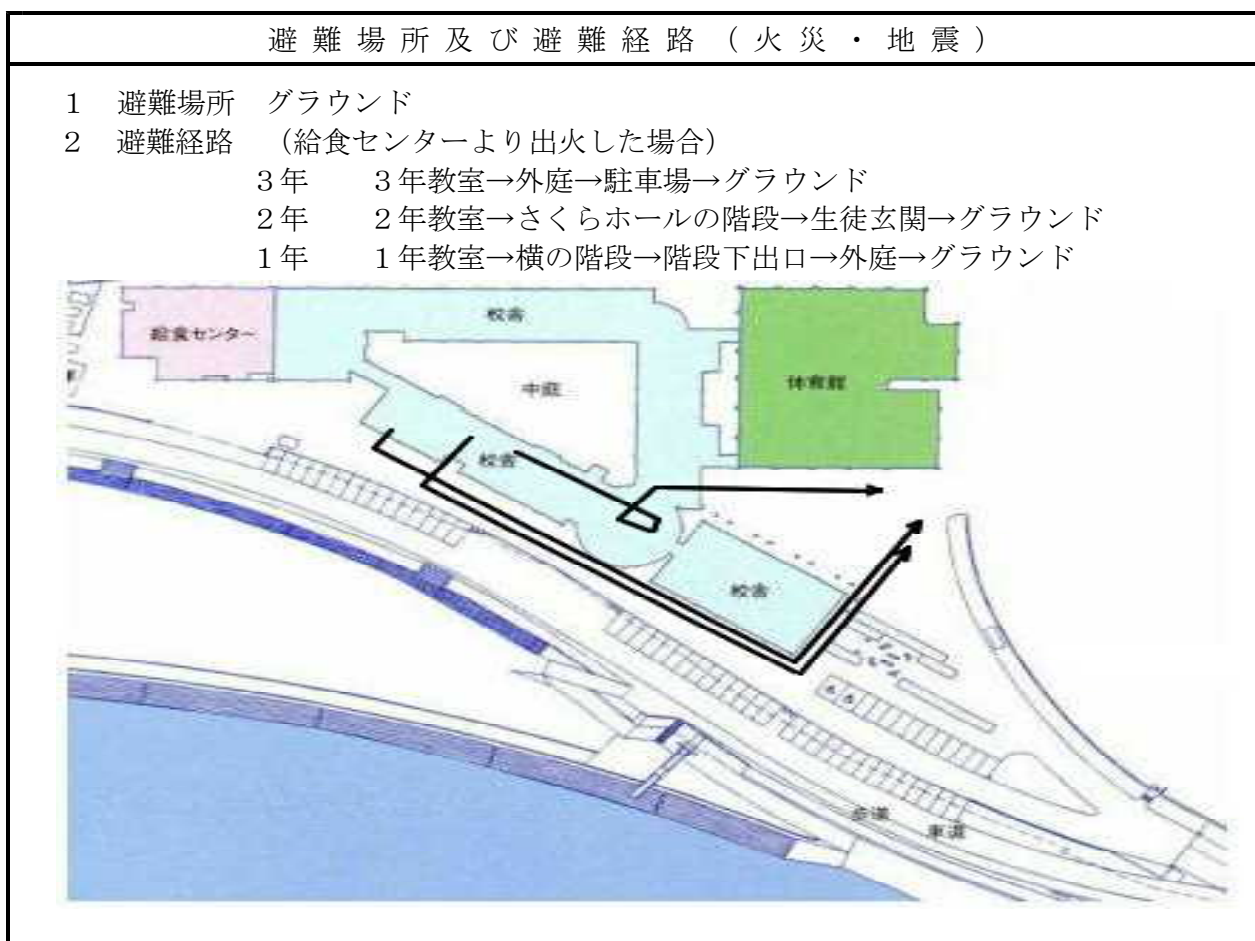 避難場所及び避難経路（火災・地震）
１　避難場所　グラウンド
２　避難経路　（給食センターより出火した場合）
３年　　３年教室→外庭→駐車場→グラウンド
２年　　２年教室→さくらホールの階段→生徒玄関→グラウンド
１年　　１年教室→横の階段→階段下出口→外庭→グラウンド
校舎
給食センター
中庭
体育館
校舎
校舎
歩道
車道